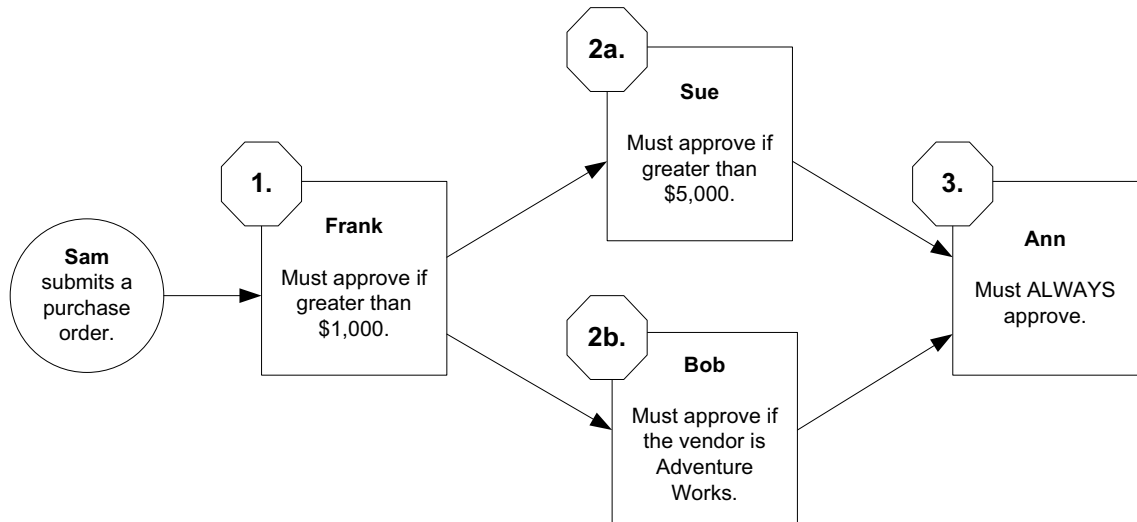 Sam
submits a
purchase
order.
1.
Frank
Must approve if
greater than
$1,000.
2a.
Sue
Must approve if
greater than
$5,000.
2b.
Bob
Must approve if
the vendor is
Adventure
Works.
3.
Ann
Must ALWAYS
approve.